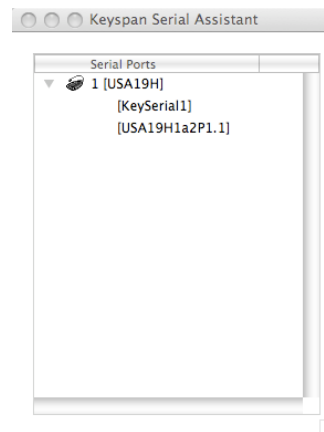 Keyspan Serial Assistant
Serial Ports
1 [USA19H]
[KeySerial1]
[USA19H1a2P1.1]